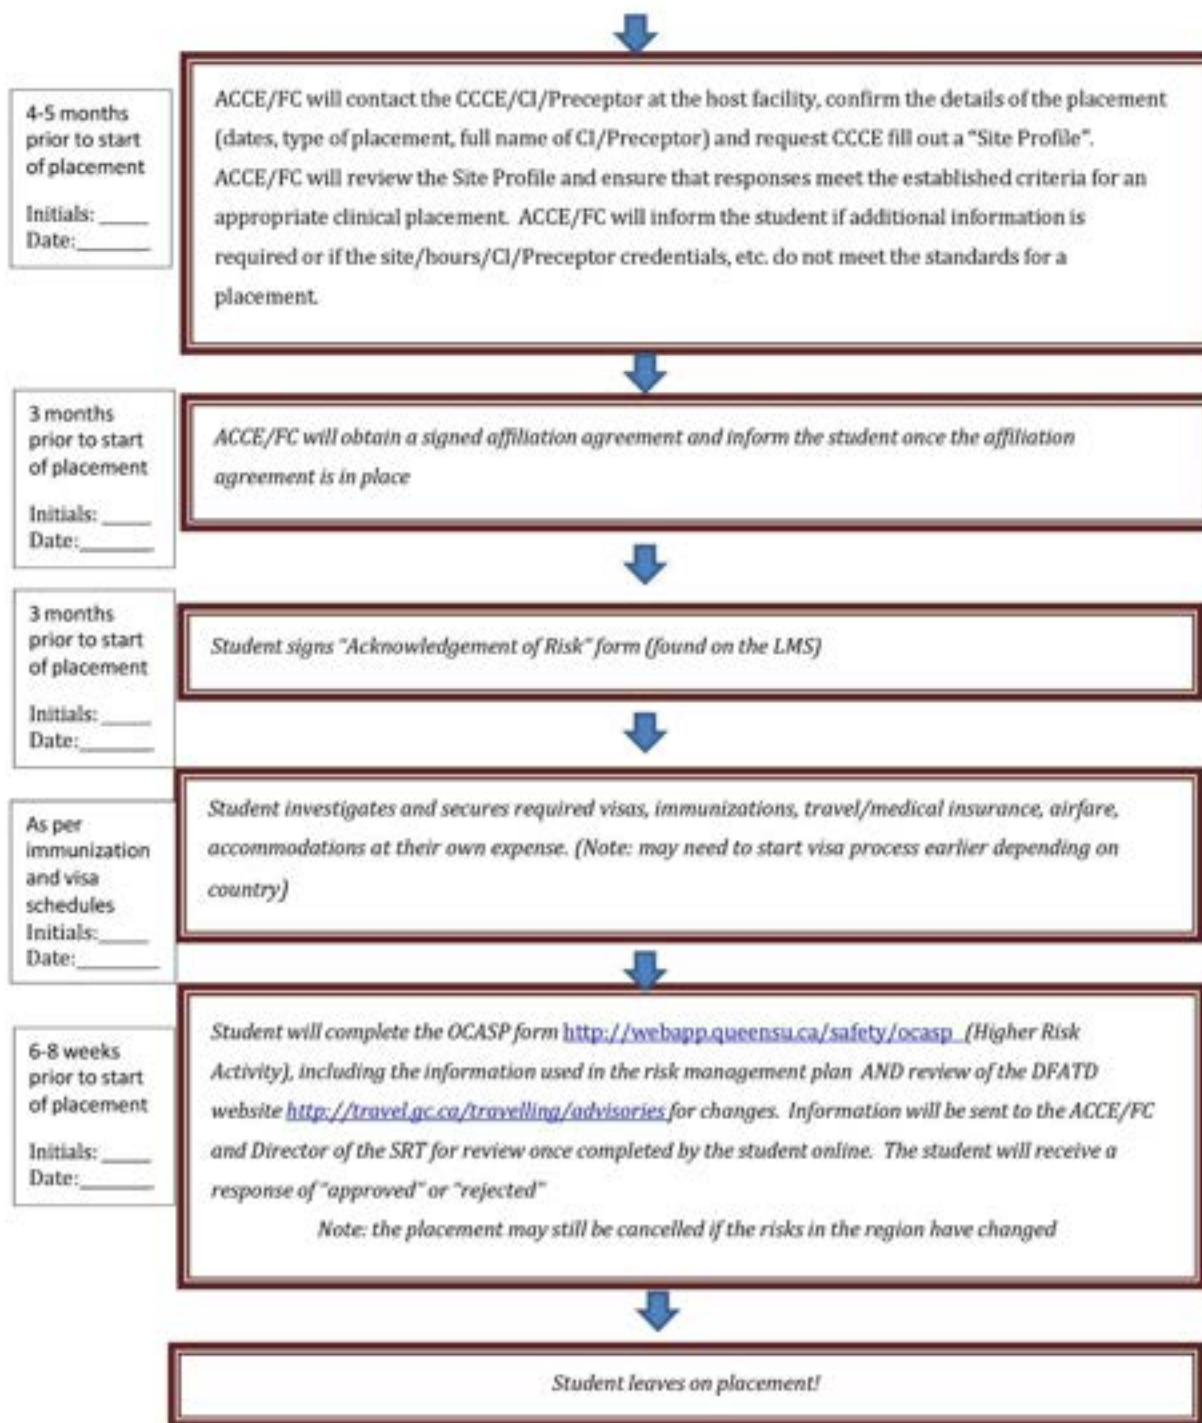 4-5 months
prior to start
of placement
Initials: _____
Date:________
ACCE/FC will contact the CCCE/CI/Preceptor at the host facility, confirm the details of the placement
(dates, type of placement, full name of CI/Preceptor) and request CCCE fill out a “Site Profile”.
ACCE/FC will review the Site Profile and ensure that responses meet the established criteria for an
appropriate clinical placement.  ACCE/FC will inform the student if additional information is
required or if the site/hours/CI/Preceptor credentials, etc. do not meet the standards for a
placement.
3 months
prior to start
of placement
Initials: _____
Date:________
ACCE/FC will obtain a signed affiliation agreement and inform the student once the affiliation
agreement is in place
3 months
prior to start
of placement
Initials: _____
Date:________
Student signs “Acknowledgement of Risk” form (found on the LMS)
As per
immunization
and visa
schedules
Initials:_____
Date:_________
Student investigates and secures required visas, immunizations, travel/medical insurance, airfare,
accommodations at their own expense. (Note: may need to start visa process earlier depending on
country)
6-8 weeks
prior to start
of placement
Initials: _____
Date:________
Student will complete the OCASP form http://webapp.queensu.ca/safety/ocasp  (Higher Risk
Activity), including the information used in the risk management plan  AND review of the DFATD
website http://travel.gc.ca/travelling/advisories for changes.  Information will be sent to the ACCE/FC
and Director of the SRT for review once completed by the student online.  The student will receive a
response of “approved” or “rejected”
Note: the placement may still be cancelled if the risks in the region have changed
Student leaves on placement!